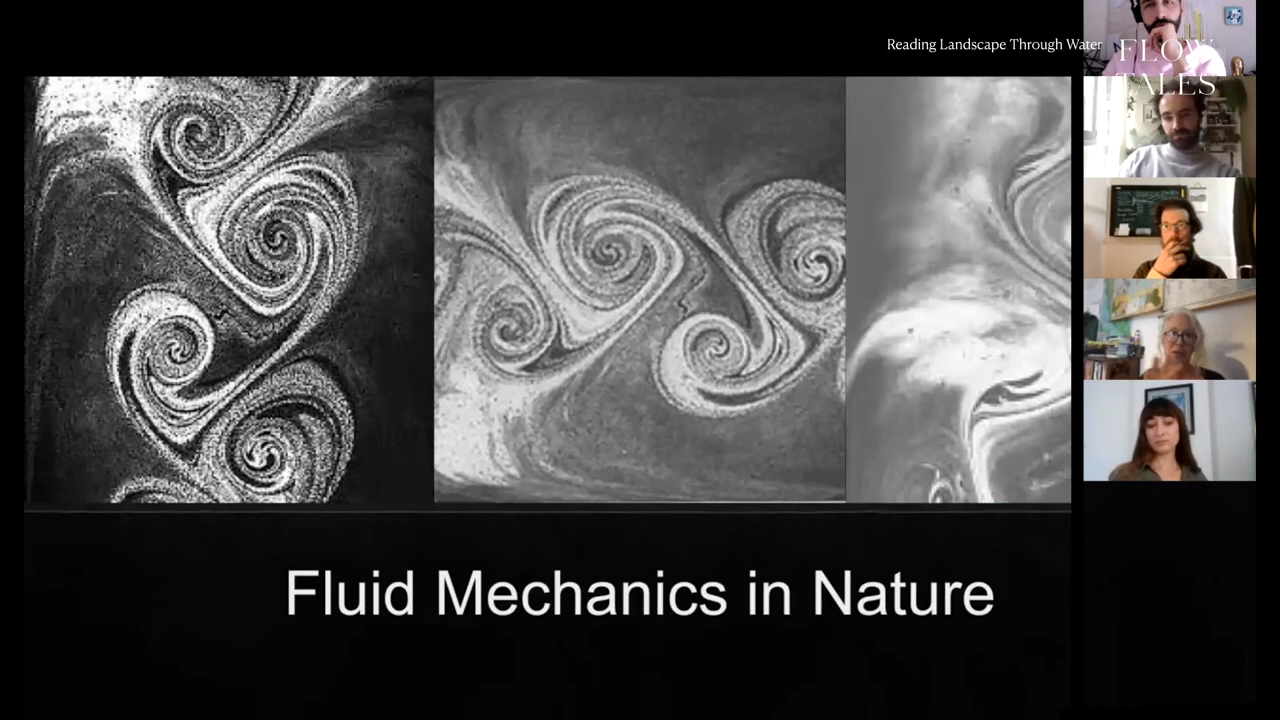 Reading Landscape Through Water
FLOW
TALES
Fluid Mechanics in Nature